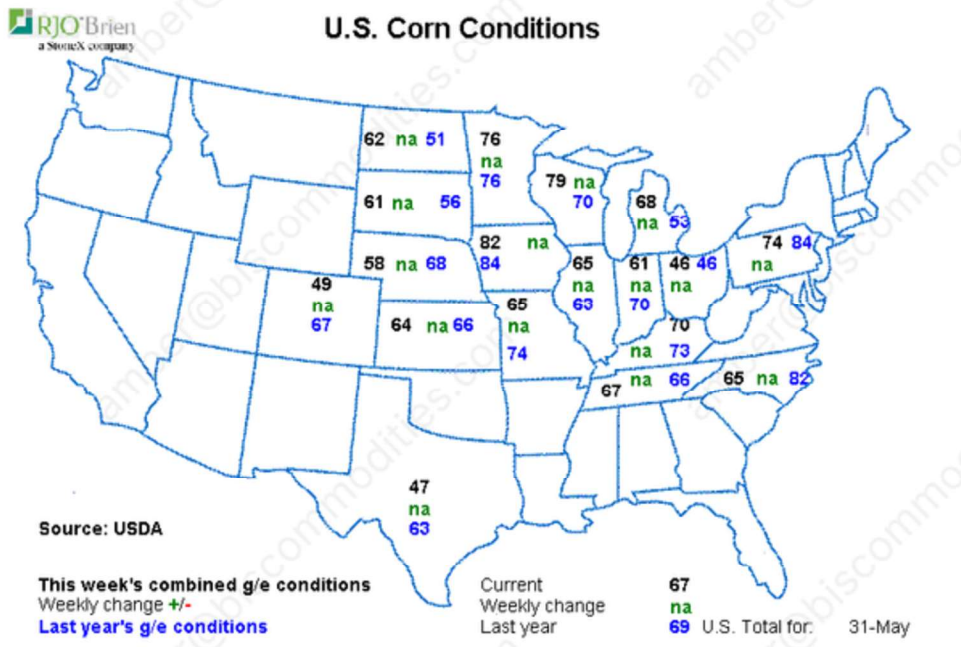 RJO'Brien
a StoneX company
U.S. Corn Conditions
62 na 51
76
na
76
79 na
70
61 na 56
68
na 53
82 na
84
74 84
na
58 na 68
65
na
63
61
na
70
46 46
na
49
na
67
64 na 66
65
na
74
70
na 73
67 na 66
65 na 82
47
na
63
Source: USDA
This week's combined g/e conditions
Weekly change +/-
Last year's g/e conditions
Current 67
Weekly change na
Last year 69 U.S. Total for: 31-May